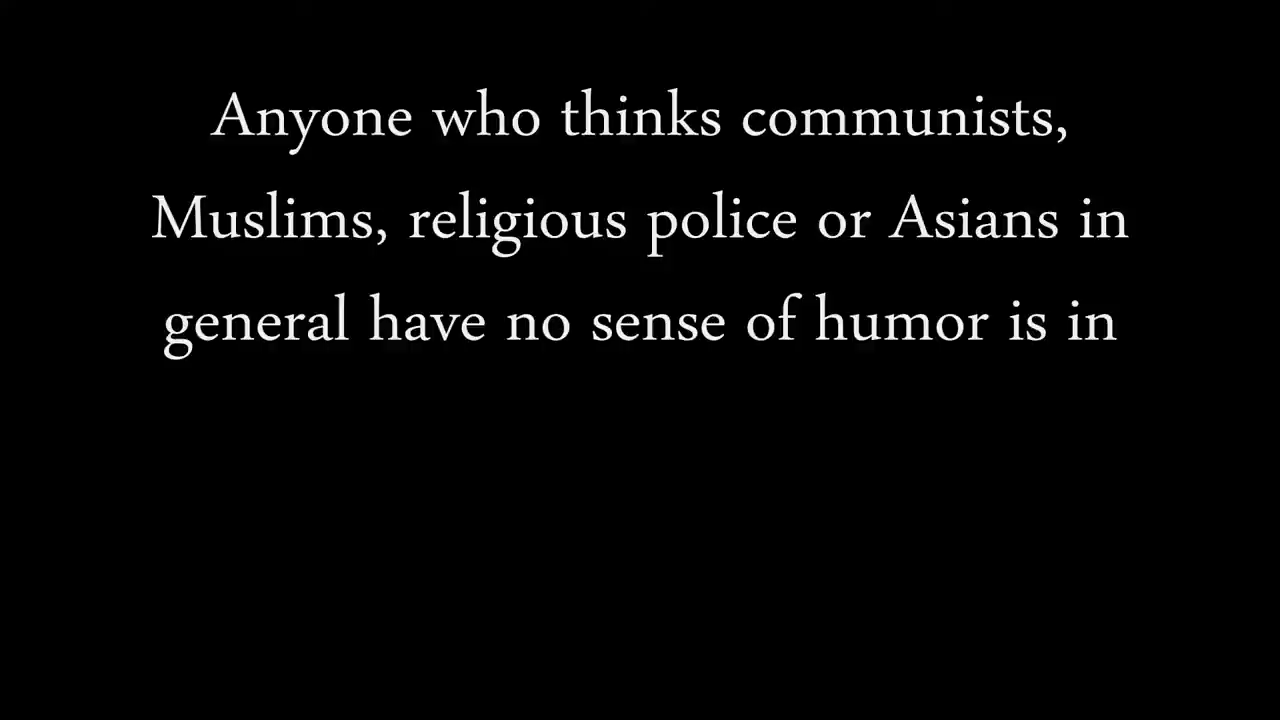 Anyone who thinks communists,
Muslims, religious police or Asians in
general have no sense of humor is in